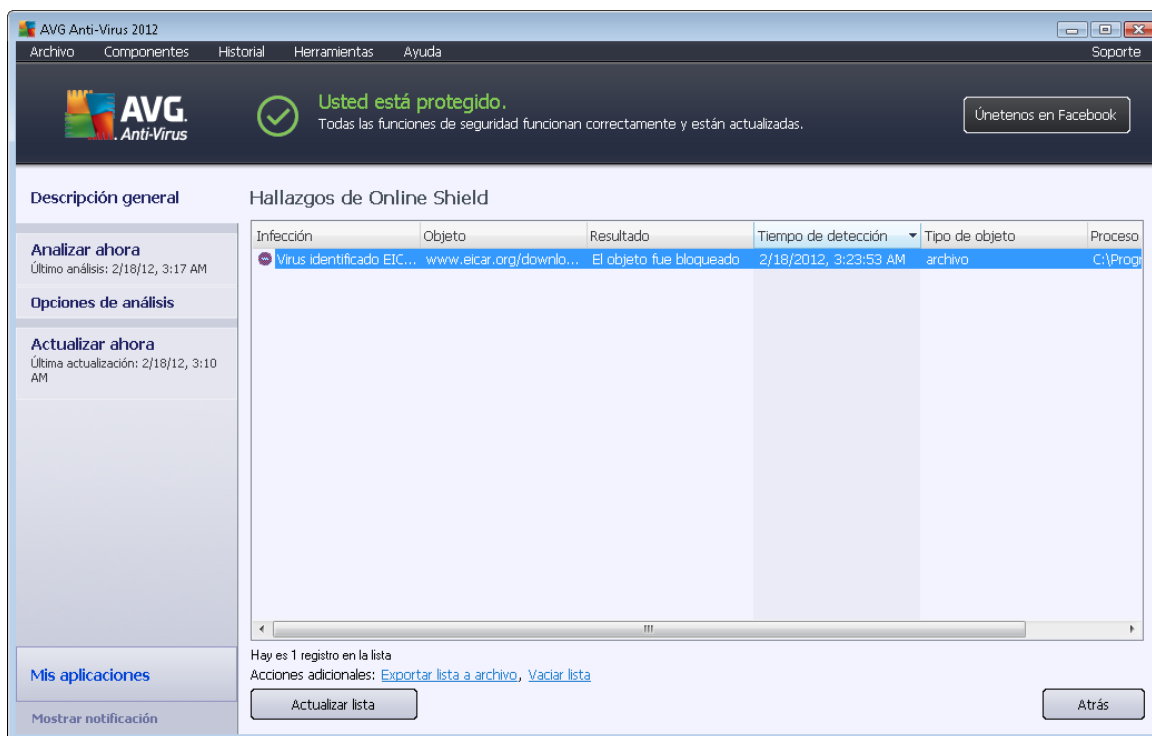 AVG Anti-Virus 2012
Archivo Componentes Historial Herramientas Ayuda Soporte
AVG.
Anti-Virus
Usted está protegido.
Todas las funciones de seguridad funcionan correctamente y están actualizadas.
Únetenos en Facebook
Descripción general
Analizar ahora
Último análisis: 2/18/12, 3:17 AM
Opciones de análisis
Actualizar ahora
Última actualización: 2/18/12, 3:10
AM
Mis aplicaciones
Mostrar notificación
Hallazgos de Online Shield
Infección Objeto Resultado Tiempo de detección Tipo de objeto Proceso
Virus identificado EIC... www.eicar.org/downlo... El objeto fue bloqueado 2/18/2012, 3:23:53 AM archivo C:\Progr
Hay es 1 registro en la lista
Acciones adicionales: Exportar lista a archivo, Vaciar lista
Actualizar lista Atrás